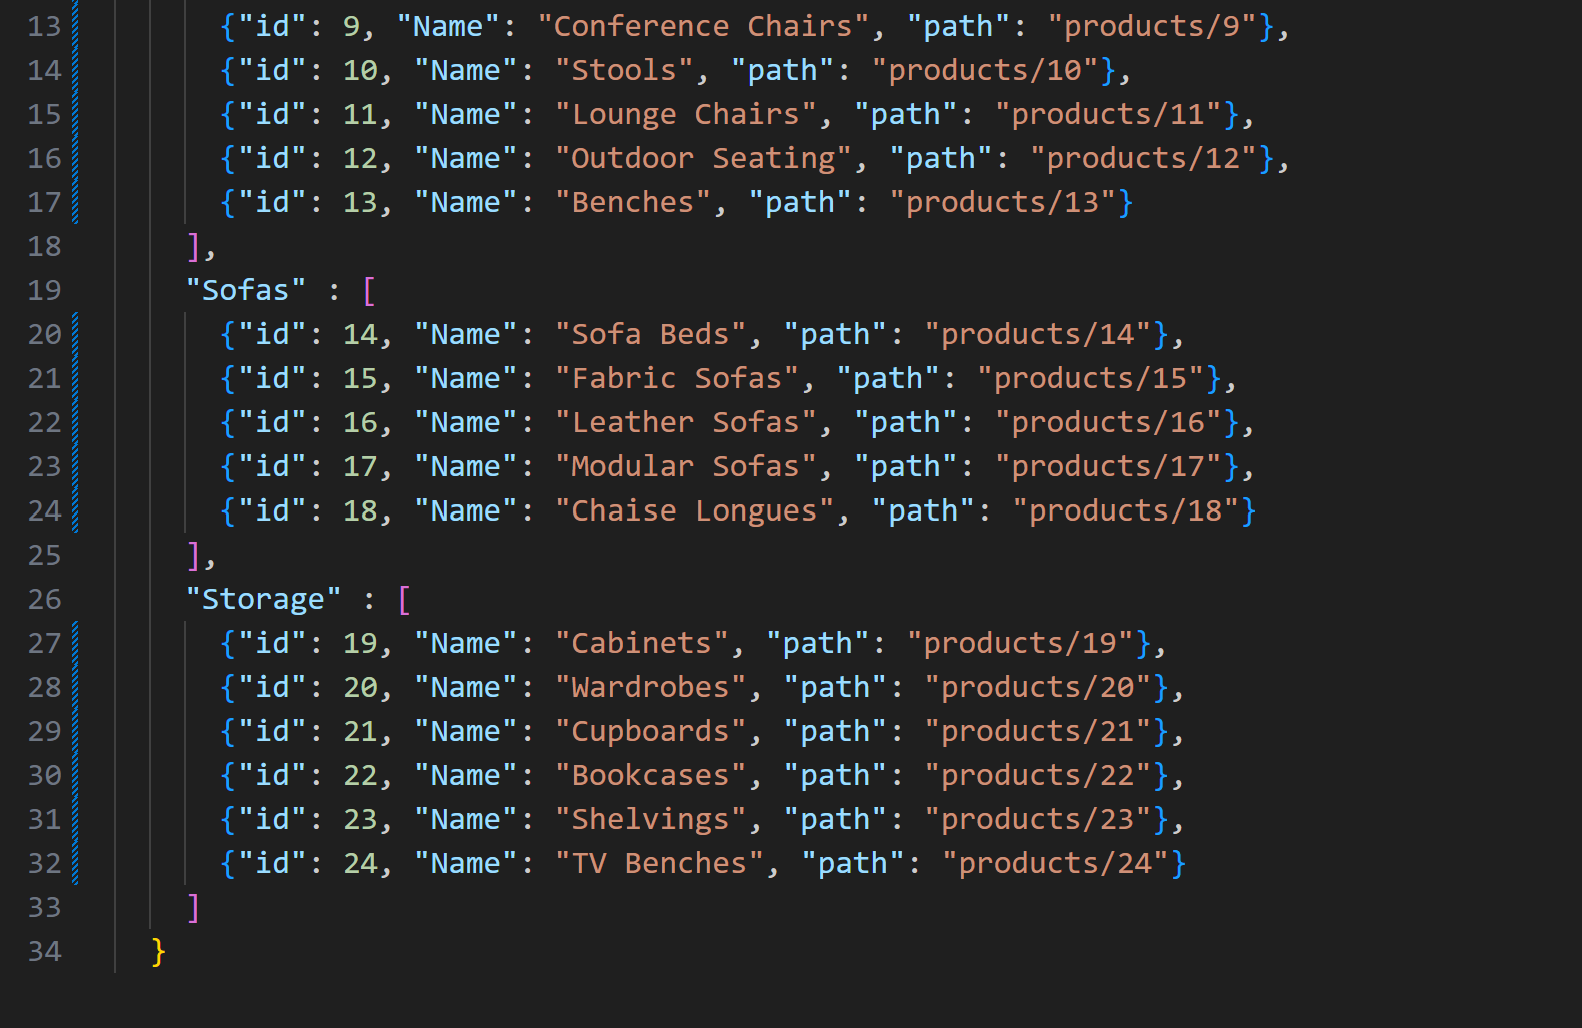 13 {"id": 9, "Name": "Conference Chairs", "path": "products/9"},
14 {"id": 10, "Name": "Stools", "path": "products/10"},
15 {"id": 11, "Name": "Lounge Chairs", "path": "products/11"},
16 {"id": 12, "Name": "Outdoor Seating", "path": "products/12"},
17 {"id": 13, "Name": "Benches", "path": "products/13"}
18 ],
19 "Sofas" : [
20 {"id": 14, "Name": "Sofa Beds", "path": "products/14"},
21 {"id": 15, "Name": "Fabric Sofas", "path": "products/15"},
22 {"id": 16, "Name": "Leather Sofas", "path": "products/16"},
23 {"id": 17, "Name": "Modular Sofas", "path": "products/17"},
24 {"id": 18, "Name": "Chaise Longues", "path": "products/18"}
25 ],
26 "Storage" : [
27 {"id": 19, "Name": "Cabinets", "path": "products/19"},
28 {"id": 20, "Name": "Wardrobes", "path": "products/20"},
29 {"id": 21, "Name": "Cupboards", "path": "products/21"},
30 {"id": 22, "Name": "Bookcases", "path": "products/22"},
31 {"id": 23, "Name": "Shelvings", "path": "products/23"},
32 {"id": 24, "Name": "TV Benches", "path": "products/24"}
33 ]
34 }